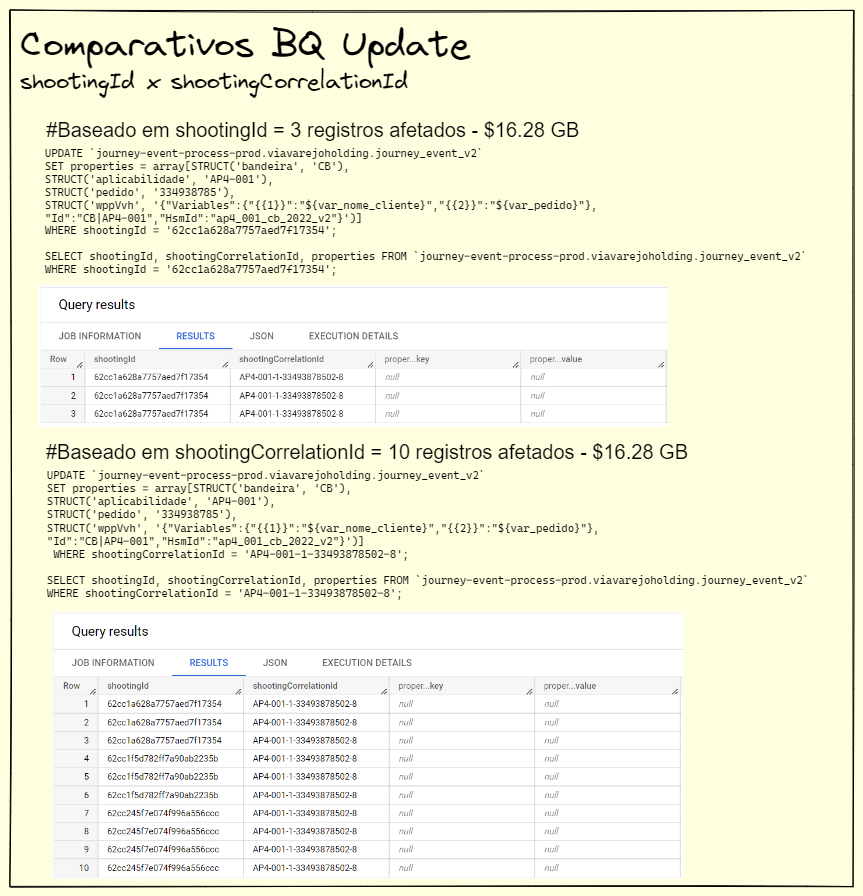 Comparativos BQ Update
shootingId x shootingCorrelationId
#Baseado em shootingId = 3 registros afetados - $16.28 GB
UPDATE `journey-event-process-prod.viavarejoholding.journey_event_v2`
SET properties = array[STRUCT('bandeira', 'CB'),
STRUCT('aplicabilidade', 'AP4-001'),
STRUCT('pedido', '334938785'),
STRUCT('wppVvh', '{"Variables":{"{{1}}":"${var_nome_cliente}","{{2}}":"${var_pedido}"},
"Id":"CB|AP4-001","HsmId":"ap4_001_cb_2022_v2"}')]
WHERE shootingId = '62cc1a628a7757aed7f17354';
SELECT shootingId, shootingCorrelationId, properties FROM `journey-event-process-prod.viavarejoholding.journey_event_v2`
WHERE shootingId = '62cc1a628a7757aed7f17354';
Query results
JOB INFORMATION RESULTS JSON EXECUTION DETAILS
Row shootingId shootingCorrelationId proper...key proper...value
1 62cc1a628a7757aed7f17354 AP4-001-1-33493878502-8 null null
2 62cc1a628a7757aed7f17354 AP4-001-1-33493878502-8 null null
3 62cc1a628a7757aed7f17354 AP4-001-1-33493878502-8 null null
#Baseado em shootingCorrelationId = 10 registros afetados - $16.28 GB
UPDATE `journey-event-process-prod.viavarejoholding.journey_event_v2`
SET properties = array[STRUCT('bandeira', 'CB'),
STRUCT('aplicabilidade', 'AP4-001'),
STRUCT('pedido', '334938785'),
STRUCT('wppVvh', '{"Variables":{"{{1}}":"${var_nome_cliente}","{{2}}":"${var_pedido}"},
"Id":"CB|AP4-001","HsmId":"ap4_001_cb_2022_v2"}')]
WHERE shootingCorrelationId = 'AP4-001-1-33493878502-8';
SELECT shootingId, shootingCorrelationId, properties FROM `journey-event-process-prod.viavarejoholding.journey_event_v2`
WHERE shootingCorrelationId = 'AP4-001-1-33493878502-8';
Query results
JOB INFORMATION RESULTS JSON EXECUTION DETAILS
Row shootingId shootingCorrelationId proper...key proper...value
1 62cc1a628a7757aed7f17354 AP4-001-1-33493878502-8 null null
2 62cc1a628a7757aed7f17354 AP4-001-1-33493878502-8 null null
3 62cc1a628a7757aed7f17354 AP4-001-1-33493878502-8 null null
4 62cc1f5d782ff7a90ab2235b AP4-001-1-33493878502-8 null null
5 62cc1f5d782ff7a90ab2235b AP4-001-1-33493878502-8 null null
6 62cc1f5d782ff7a90ab2235b AP4-001-1-33493878502-8 null null
7 62cc245f7e074f996a556ccc AP4-001-1-33493878502-8 null null
8 62cc245f7e074f996a556ccc AP4-001-1-33493878502-8 null null
9 62cc245f7e074f996a556ccc AP4-001-1-33493878502-8 null null
10 62cc245f7e074f996a556ccc AP4-001-1-33493878502-8 null null